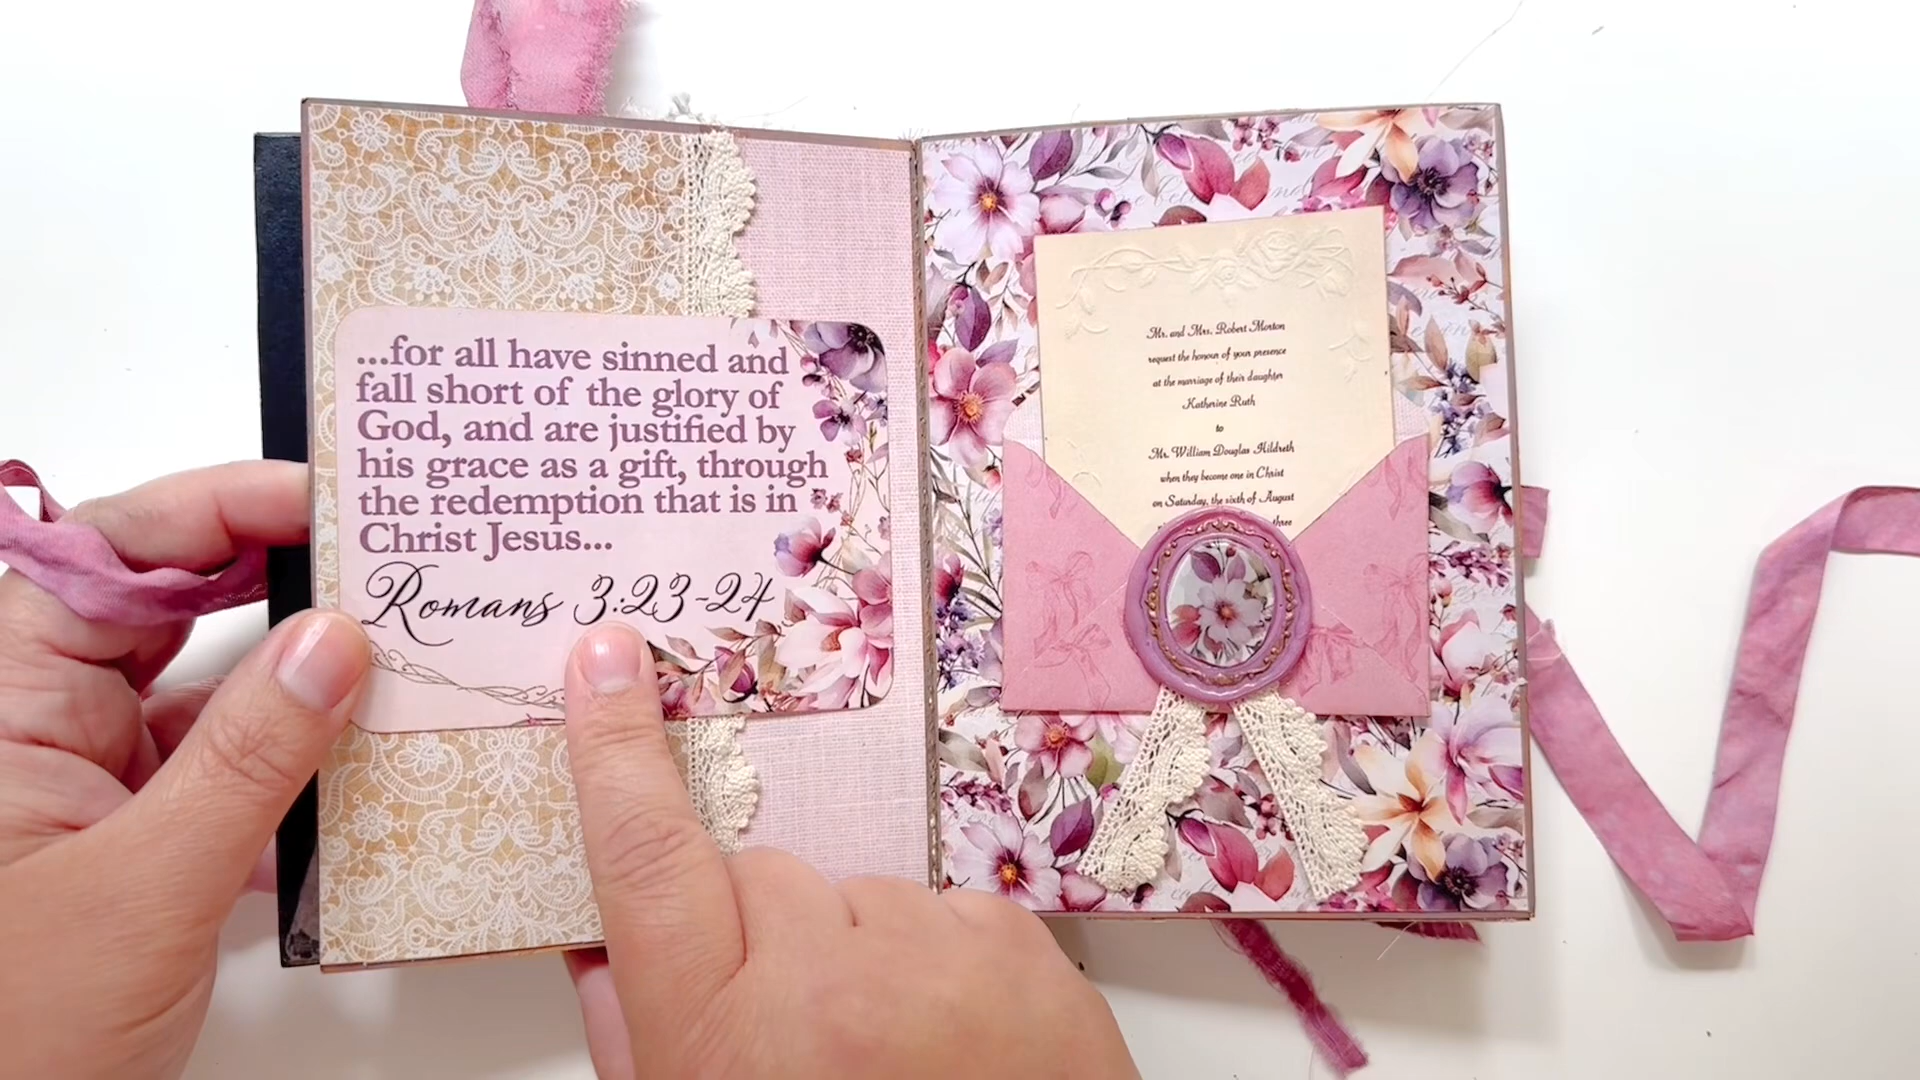 ...for all have sinned and
fall short of the glory of
God, and are justified by
his grace as a gift, through
the redemption that is in
Christ Jesus...
Romans 3:23-24
Mr. and Mrs. Robert Morton
request the honour of your presence
at the marriage of their daughter
Katherine Ruth
to
Mr. William Douglas Hildreth
when they become one in Christ
on Saturday, the sixth of August
three